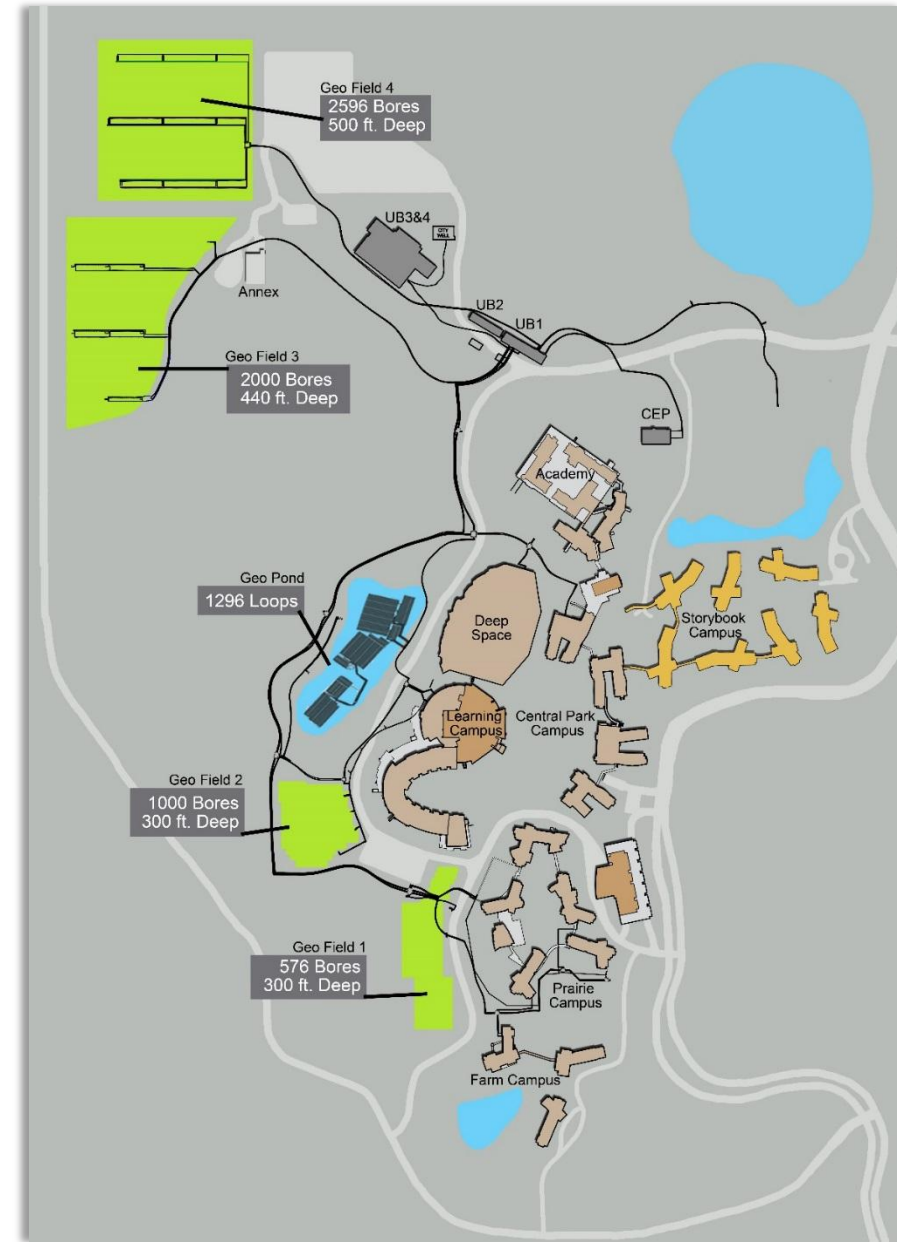 Geo Field 4
2596 Bores
500 ft. Deep
UB3&4
CITY
WELL
Annex
UB2
UB1
Geo Field 3
2000 Bores
440 ft. Deep
CEP
Academy
Geo Pond
1296 Loops
Deep
Space
Storybook
Campus
Learning
Campus
Central Park
Campus
Geo Field 2
1000 Bores
300 ft. Deep
Geo Field 1
576 Bores
300 ft. Deep
Prairie
Campus
Farm Campus